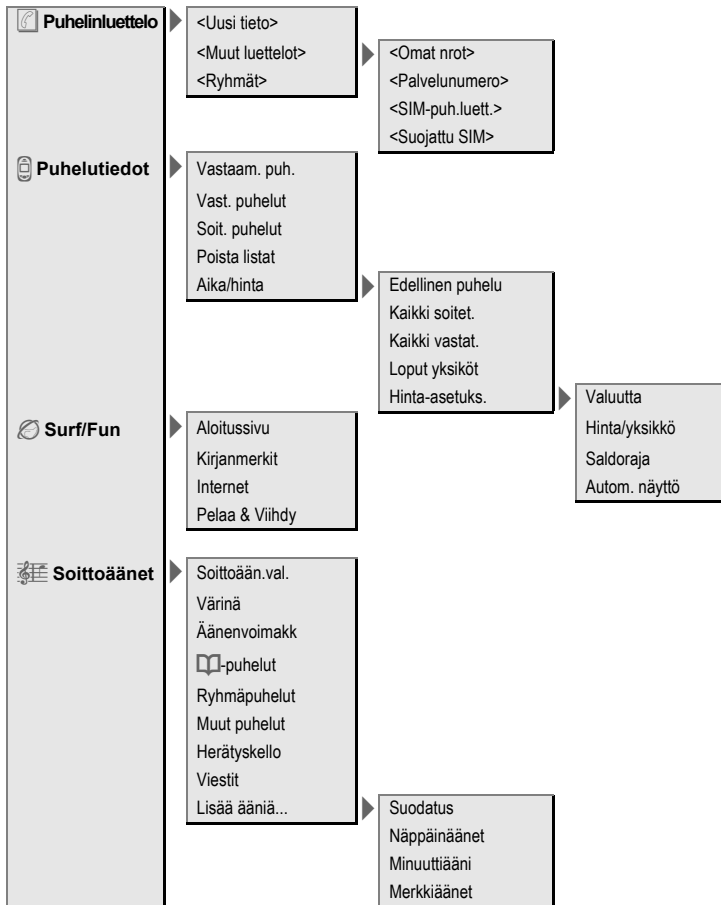 Puhelinluettelo
<Uusi tieto>
<Muut luettelot>
<Ryhmät>
<Omat nrot>
<Palvelunumero>
<SIM-puh.luett.>
<Suojattu SIM>
Puhelutiedot
Vastaam. puh.
Vast. puhelut
Soit. puhelut
Poista listat
Aika/hinta
Edellinen puhelu
Kaikki soitet.
Kaikki vastat.
Loput yksiköt
Hinta-asetuks.
Valuutta
Hinta/yksikkö
Saldoraja
Autom. näyttö
Surf/Fun
Aloitussivu
Kirjanmerkit
Internet
Pelaa & Viihdy
Soittoäänet
Soittoään.val.
Värinä
Äänenvoimakk
-puhelut
Ryhmäpuhelut
Muut puhelut
Herätyskello
Viestit
Lisää ääniä...
Suodatus
Näppäinäänet
Minuuttiääni
Merkkiäänet